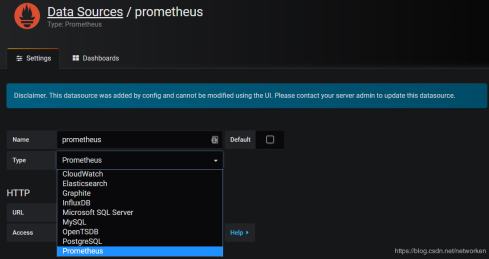 Data Sources / prometheus
Type: Prometheus
Settings
Dashboards
Disclaimer. This datasource was added by config and cannot be modified using the UI. Please contact your server admin to update this datasource.
Name
prometheus
Default
Type
Prometheus
CloudWatch
Elasticsearch
Graphite
InfluxDB
Microsoft SQL Server
MySQL
OpenTSDB
PostgreSQL
Prometheus
HTTP
URL
Access
Help
https://blog.csdn.net/networken